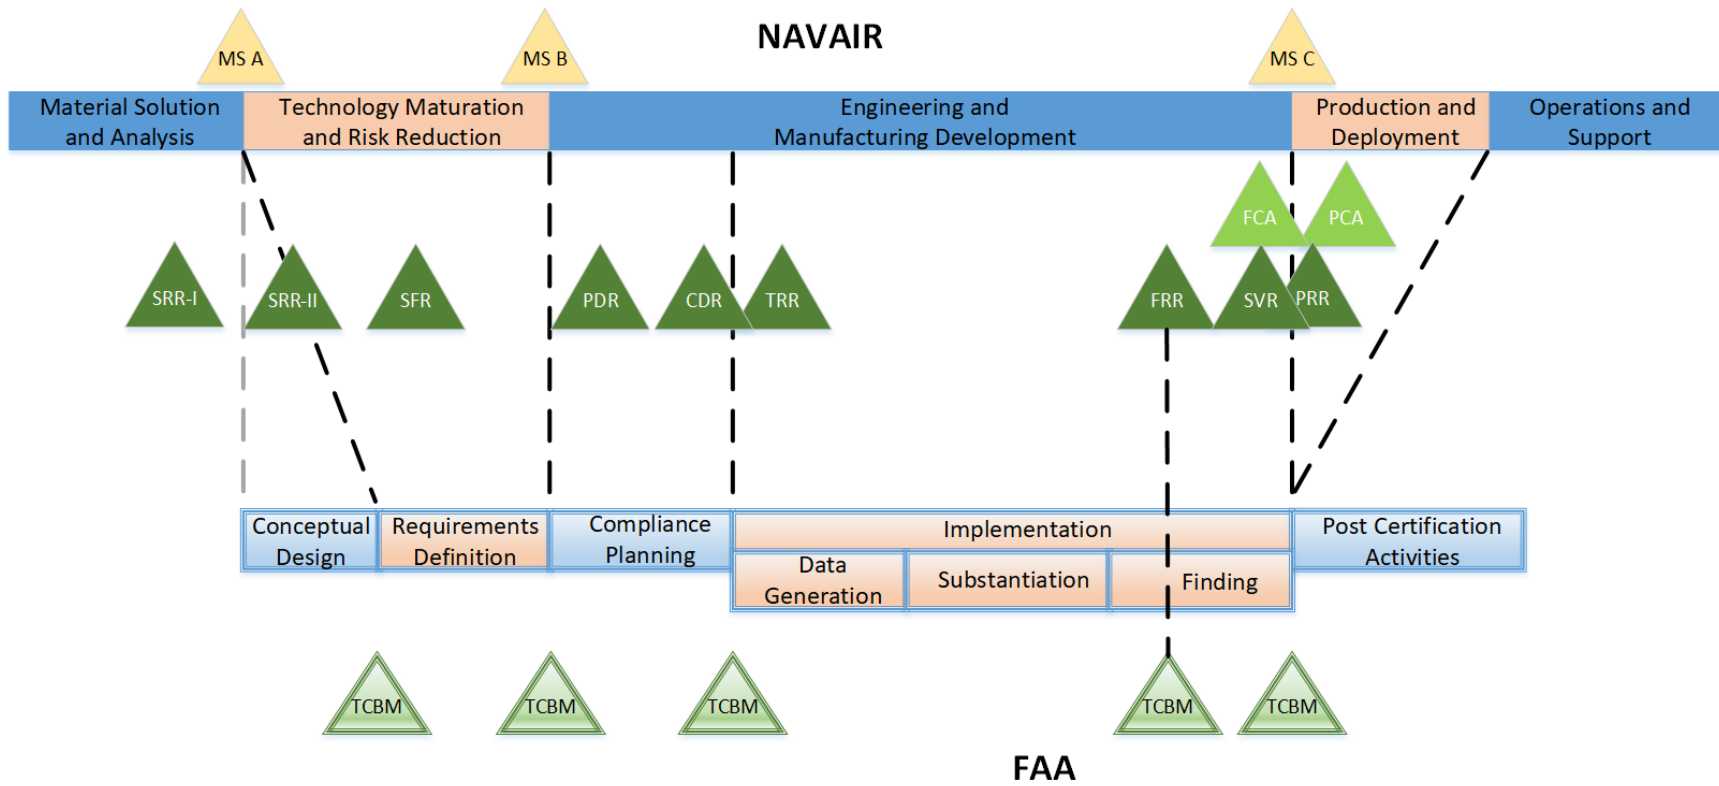 NAVAIR
MS A
MS B
MS C
Material Solution
and Analysis
Technology Maturation
and Risk Reduction
Engineering and
Manufacturing Development
Production and
Deployment
Operations and
Support
FCA
PCA
SRR-I
SRR-II
SFR
PDR
CDR
TRR
FRR
SVR
PRR
Conceptual
Design
Requirements
Definition
Compliance
Planning
Implementation
Data
Generation
Substantiation
Finding
Post Certification
Activities
TCBM
TCBM
TCBM
TCBM
TCBM
FAA